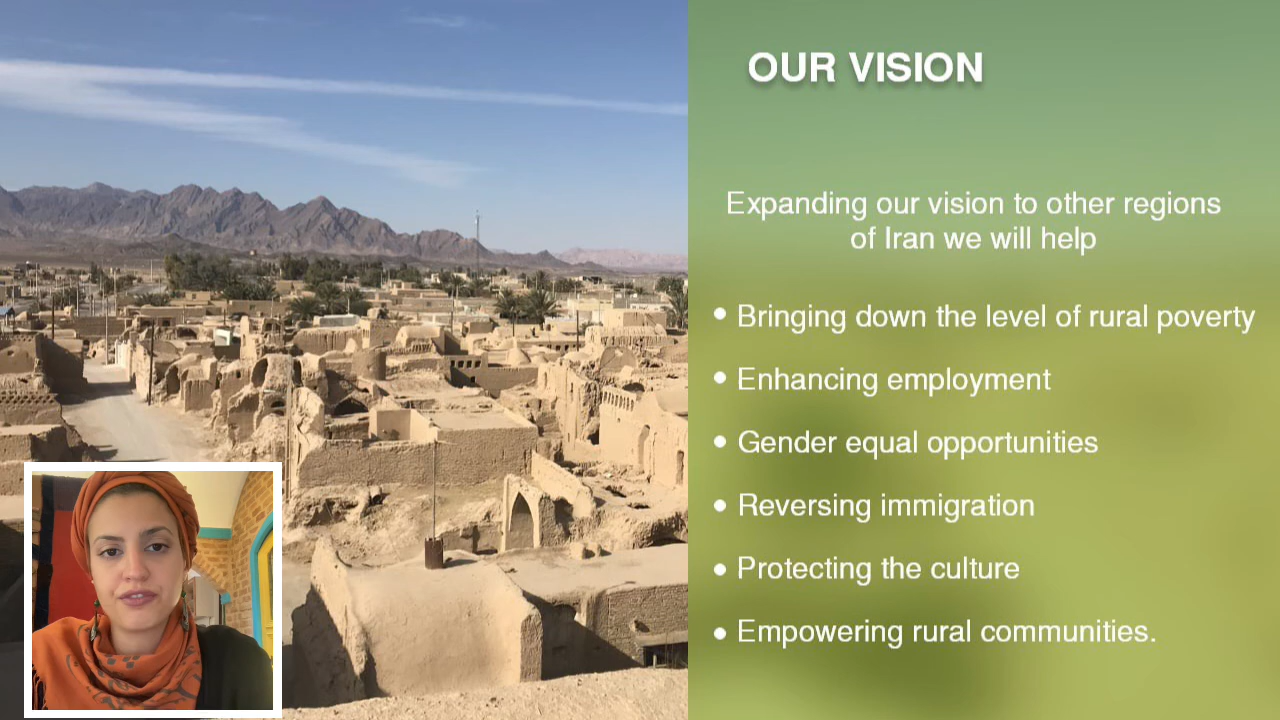 OUR VISION
Expanding our vision to other regions
of Iran we will help
• Bringing down the level of rural poverty
• Enhancing employment
• Gender equal opportunities
• Reversing immigration
• Protecting the culture
• Empowering rural communities.